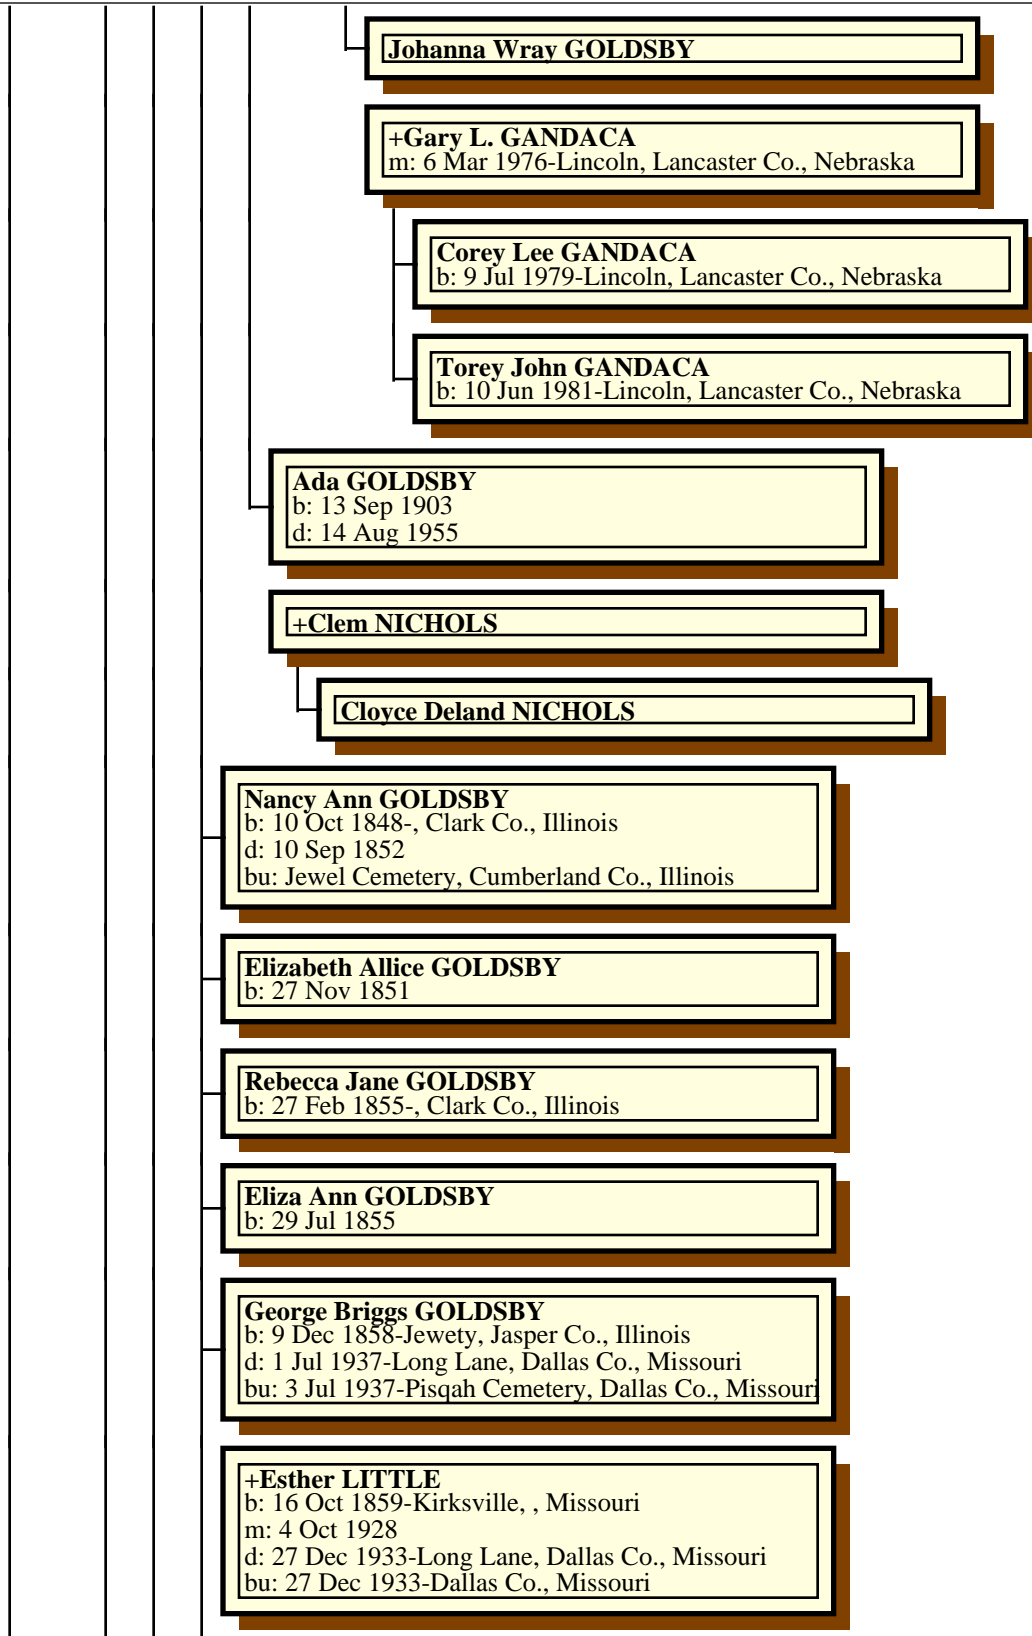 Johanna Wray GOLDSBY
+Gary L. GANDACA
m: 6 Mar 1976-Lincoln, Lancaster Co., Nebraska
Corey Lee GANDACA
b: 9 Jul 1979-Lincoln, Lancaster Co., Nebraska
Torey John GANDACA
b: 10 Jun 1981-Lincoln, Lancaster Co., Nebraska
Ada GOLDSBY
b: 13 Sep 1903
d: 14 Aug 1955
+Clem NICHOLS
Cloyce Deland NICHOLS
Nancy Ann GOLDSBY
b: 10 Oct 1848-, Clark Co., Illinois
d: 10 Sep 1852
bu: Jewel Cemetery, Cumberland Co., Illinois
Elizabeth Allice GOLDSBY
b: 27 Nov 1851
Rebecca Jane GOLDSBY
b: 27 Feb 1855-, Clark Co., Illinois
Eliza Ann GOLDSBY
b: 29 Jul 1855
George Briggs GOLDSBY
b: 9 Dec 1858-Jewety, Jasper Co., Illinois
d: 1 Jul 1937-Long Lane, Dallas Co., Missouri
bu: 3 Jul 1937-Pisqah Cemetery, Dallas Co., Missouri
+Esther LITTLE
b: 16 Oct 1859-Kirksville, , Missouri
m: 4 Oct 1928
d: 27 Dec 1933-Long Lane, Dallas Co., Missouri
bu: 27 Dec 1933-Dallas Co., Missouri